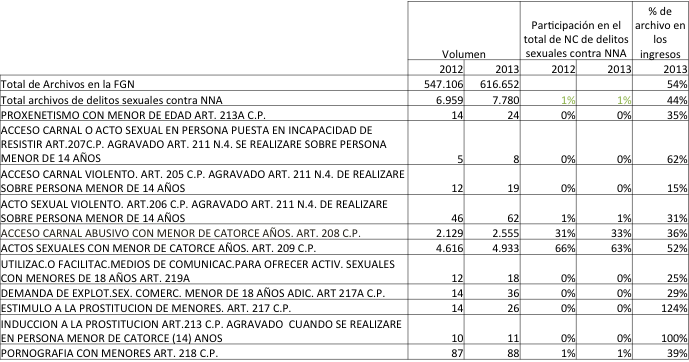 % de
Participación en el archivo en
total de NC de delitos los
Volumen sexuales contra NNA ingresos
2012 2013 2012 2013 2013
Total de Archivos en la FGN 547.106 616.652 54%
Total archivos de delitos sexuales contra NNA 6.959 7.780 1% 1% 44%
PROXENETISMO CON MENOR DE EDAD ART. 213A C.P. 14 24 0% 0% 35%
ACCESO CARNAL O ACTO SEXUAL EN PERSONA PUESTA EN INCAPACIDAD DE
RESISTIR ART.207C.P. AGRAVADO ART. 211 N.4. SE REALIZARE SOBRE PERSONA
MENOR DE 14 AÑOS 5 8 0% 0% 62%
ACCESO CARNAL VIOLENTO. ART. 205 C.P. AGRAVADO ART. 211 N.4. DE REALIZARE
SOBRE PERSONA MENOR DE 14 AÑOS 12 19 0% 0% 15%
ACTO SEXUAL VIOLENTO. ART.206 C.P. AGRAVADO ART. 211 N.4. DE REALIZARE
SOBRE PERSONA MENOR DE 14 AÑOS 46 62 1% 1% 31%
ACCESO CARNAL ABUSIVO CON MENOR DE CATORCE AÑOS. ART. 208 C.P. 2.129 2.555 31% 33% 36%
ACTOS SEXUALES CON MENOR DE CATORCE AÑOS. ART. 209 C.P. 4.616 4.933 66% 63% 52%
UTILIZAC.O FACILITAC.MEDIOS DE COMUNICAC.PARA OFRECER ACTIV. SEXUALES
CON MENORES DE 18 AÑOS ART. 219A 12 18 0% 0% 25%
DEMANDA DE EXPLOT.SEX. COMERC. MENOR DE 18 AÑOS ADIC. ART 217A C.P. 14 36 0% 0% 29%
ESTIMULO A LA PROSTITUCION DE MENORES. ART. 217 C.P. 14 26 0% 0% 124%
INDUCCION A LA PROSTITUCION ART.213 C.P. AGRAVADO CUANDO SE REALIZARE
EN PERSONA MENOR DE CATORCE (14) ANOS 10 11 0% 0% 100%
PORNOGRAFIA CON MENORES ART. 218 C.P. 87 88 1% 1% 39%